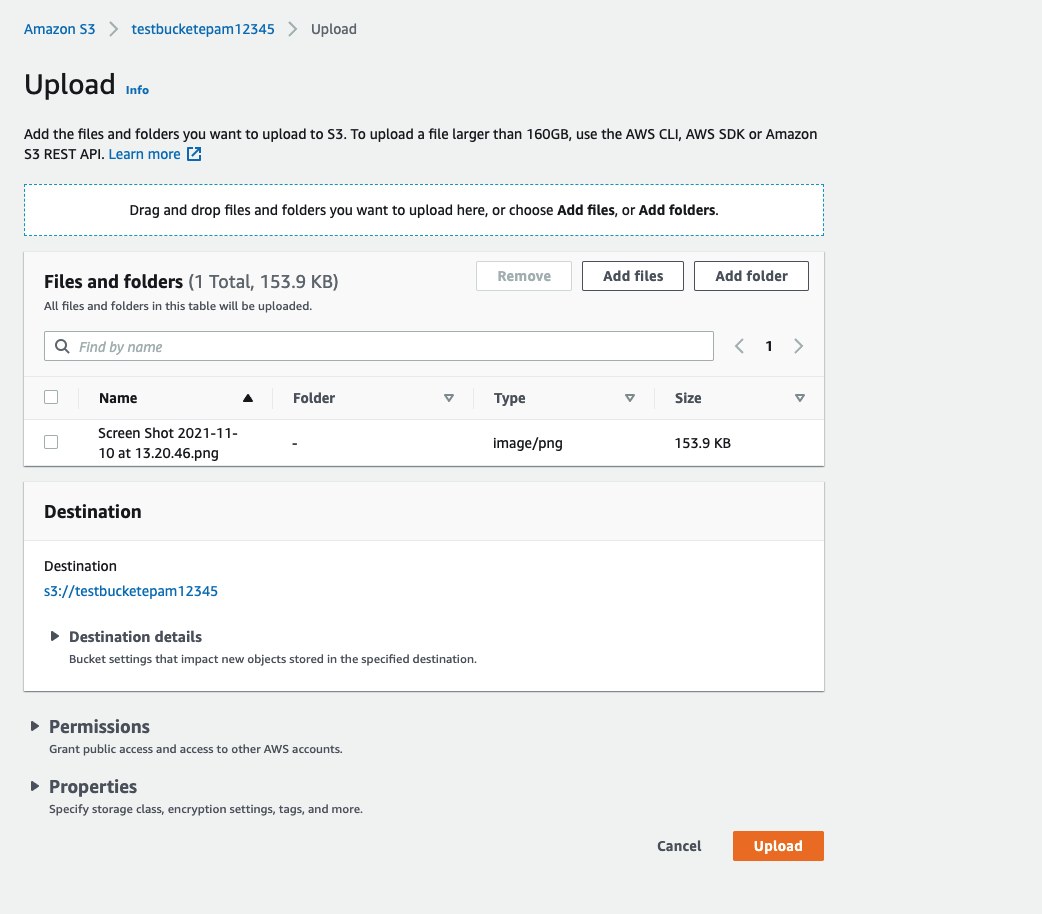 Amazon S3 > testbucketepam12345 > Upload
Upload Info
Add the files and folders you want to upload to S3. To upload a file larger than 160GB, use the AWS CLI, AWS SDK or Amazon
S3 REST API. Learn more
Drag and drop files and folders you want to upload here, or choose Add files, or Add folders.
Files and folders (1 Total, 153.9 KB)
Remove Add files Add folder
All files and folders in this table will be uploaded.
Find by name
1
Name Folder Type Size
Screen Shot 2021-11-
10 at 13.20.46.png - image/png 153.9 KB
Destination
Destination
s3://testbucketepam12345
Destination details
Bucket settings that impact new objects stored in the specified destination.
Permissions
Grant public access and access to other AWS accounts.
Properties
Specify storage class, encryption settings, tags, and more.
Cancel Upload